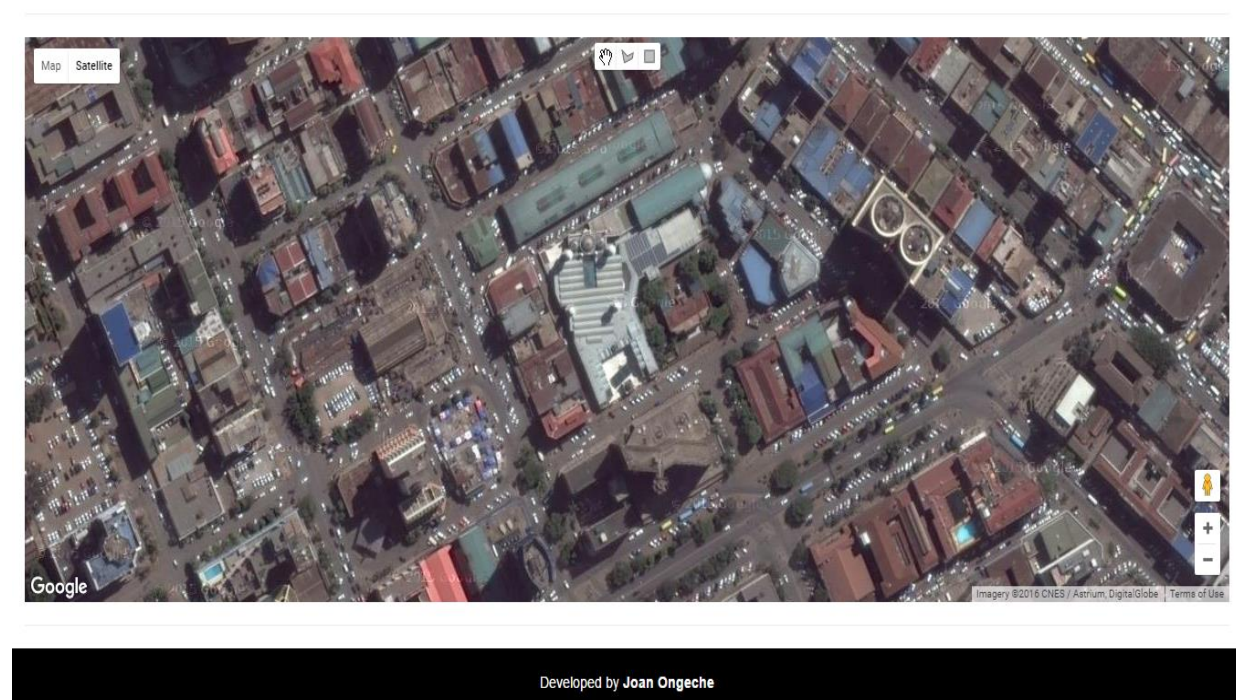 Map Satellite
Google
Imagery ©2016 CNES / Astrium, DigitalGlobe Terms of Use
Developed by Joan Ongeche